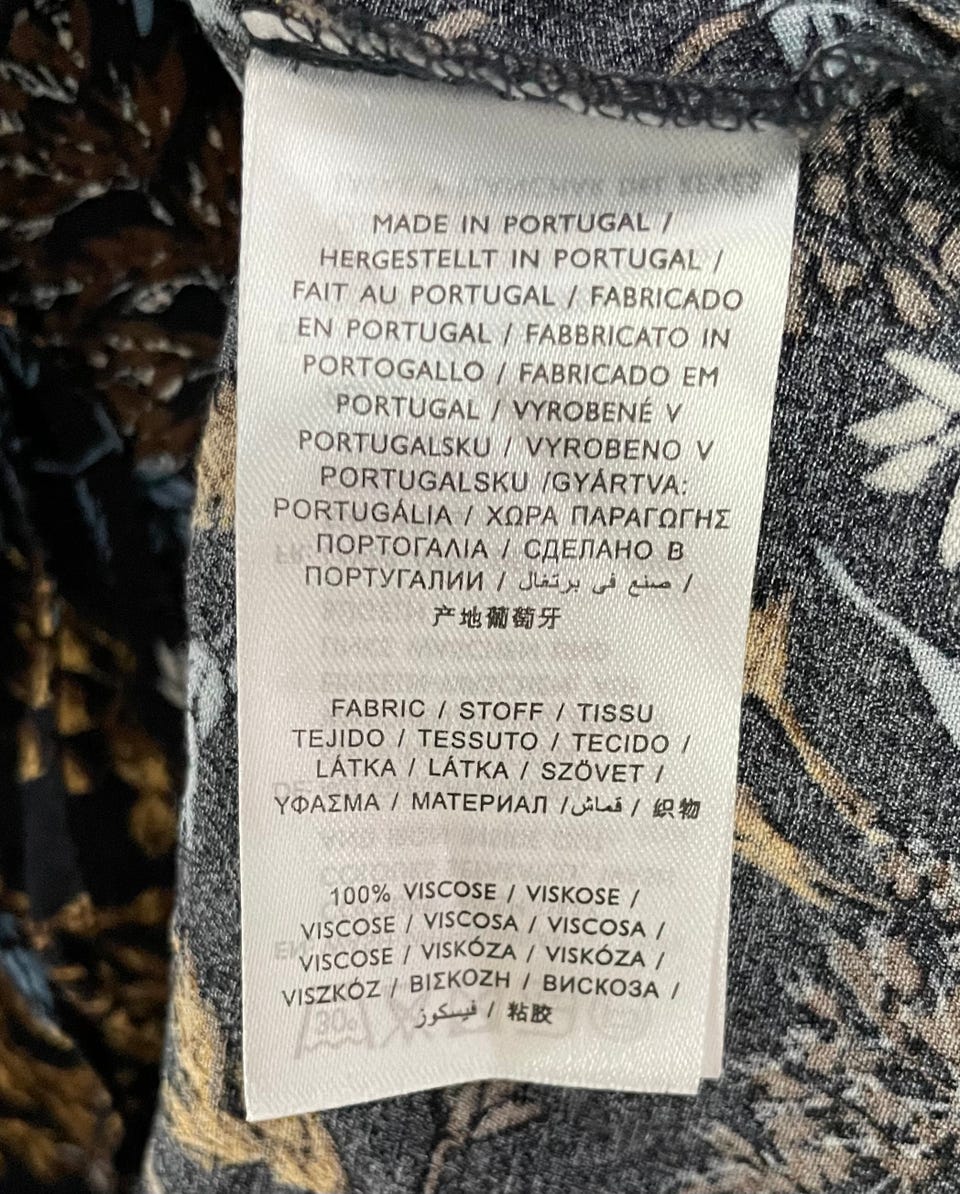 MADE IN PORTUGAL /
HERGESTELLT IN PORTUGAL /
FAIT AU PORTUGAL / FABRICADO
EN PORTUGAL / FABBRICATO IN
PORTOGALLO / FABRICADO EM
PORTUGAL / VYROBENÉ V
PORTUGALSKU / VYROBENO V
PORTUGALSKU /GYÁRTVA:
PORTUGÁLIA / ΧΩΡΑ ΠΑΡΑΓΩΓΗΣ
ΠΟΡΤΟΓΑΛΙΑ / СДЕЛАНО В
ПОРТУГАЛИИ / صنع في برتغال /
产地葡萄牙
FABRIC / STOFF / TISSU
TEJIDO / TESSUTO / TECIDO /
LÁTKA / LÁTKA / SZÖVET /
ΥΦΑΣΜΑ / МАТЕРИАЛ /قماش / 织物
100% VISCOSE / VISKOSE /
VISCOSE / VISCOSA / VISCOSA /
VISCOSE / VISKÓZA / VISKÓZA /
VISZKÓZ / ΒΙΣΚΟΖΗ / ВИСКОЗА /
فيسكوز / 粘胶